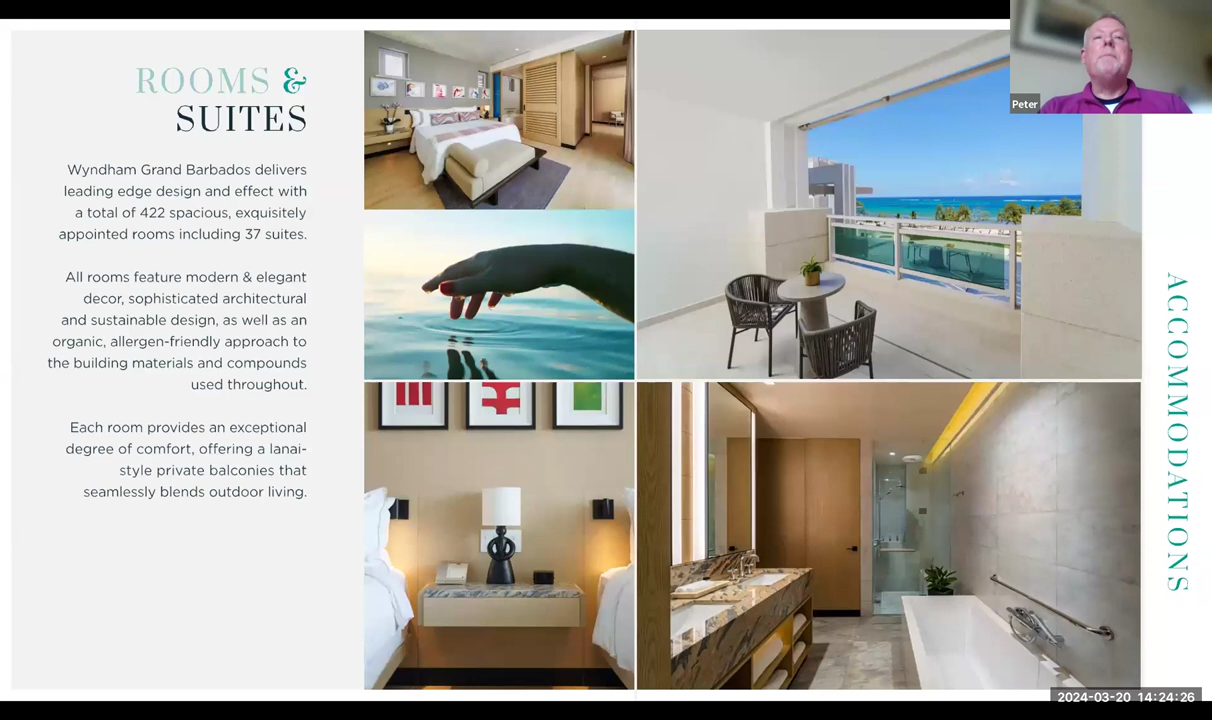 ROOMS &
SUITES
Wyndham Grand Barbados delivers
leading edge design and effect with
a total of 422 spacious, exquisitely
appointed rooms including 37 suites.
All rooms feature modern & elegant
decor, sophisticated architectural
and sustainable design, as well as an
organic, allergen-friendly approach to
the building materials and compounds
used throughout.
Each room provides an exceptional
degree of comfort, offering a lanai-
style private balconies that
seamlessly blends outdoor living.
Peter
ACCOMMODATIONS
2024-03-20 14:24:26